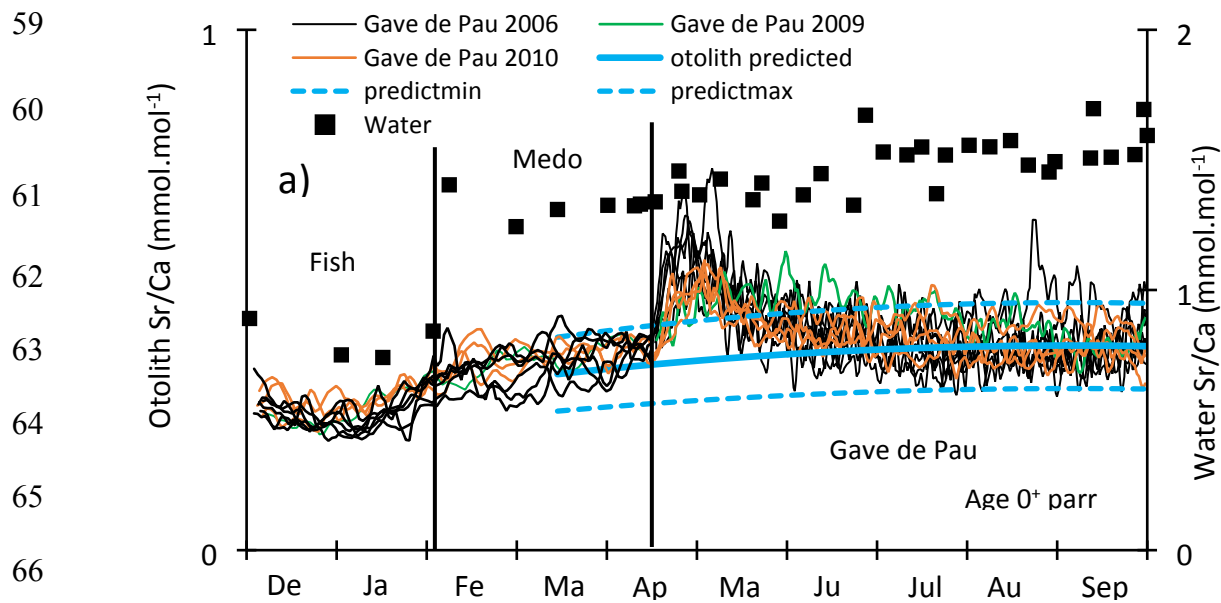 59
60
61
62
63
64
65
66
Otolith Sr/Ca (mmol.mol-1)
1
0
Gave de Pau 2006
Gave de Pau 2009
Gave de Pau 2010
otolith predicted
predictmin
predictmax
Water
a)
Medo
Fish
Gave de Pau
Age 0+ parr
De Ja Fe Ma Ap Ma Ju Jul Au Sep
2
1
0
Water Sr/Ca (mmol.mol-1)